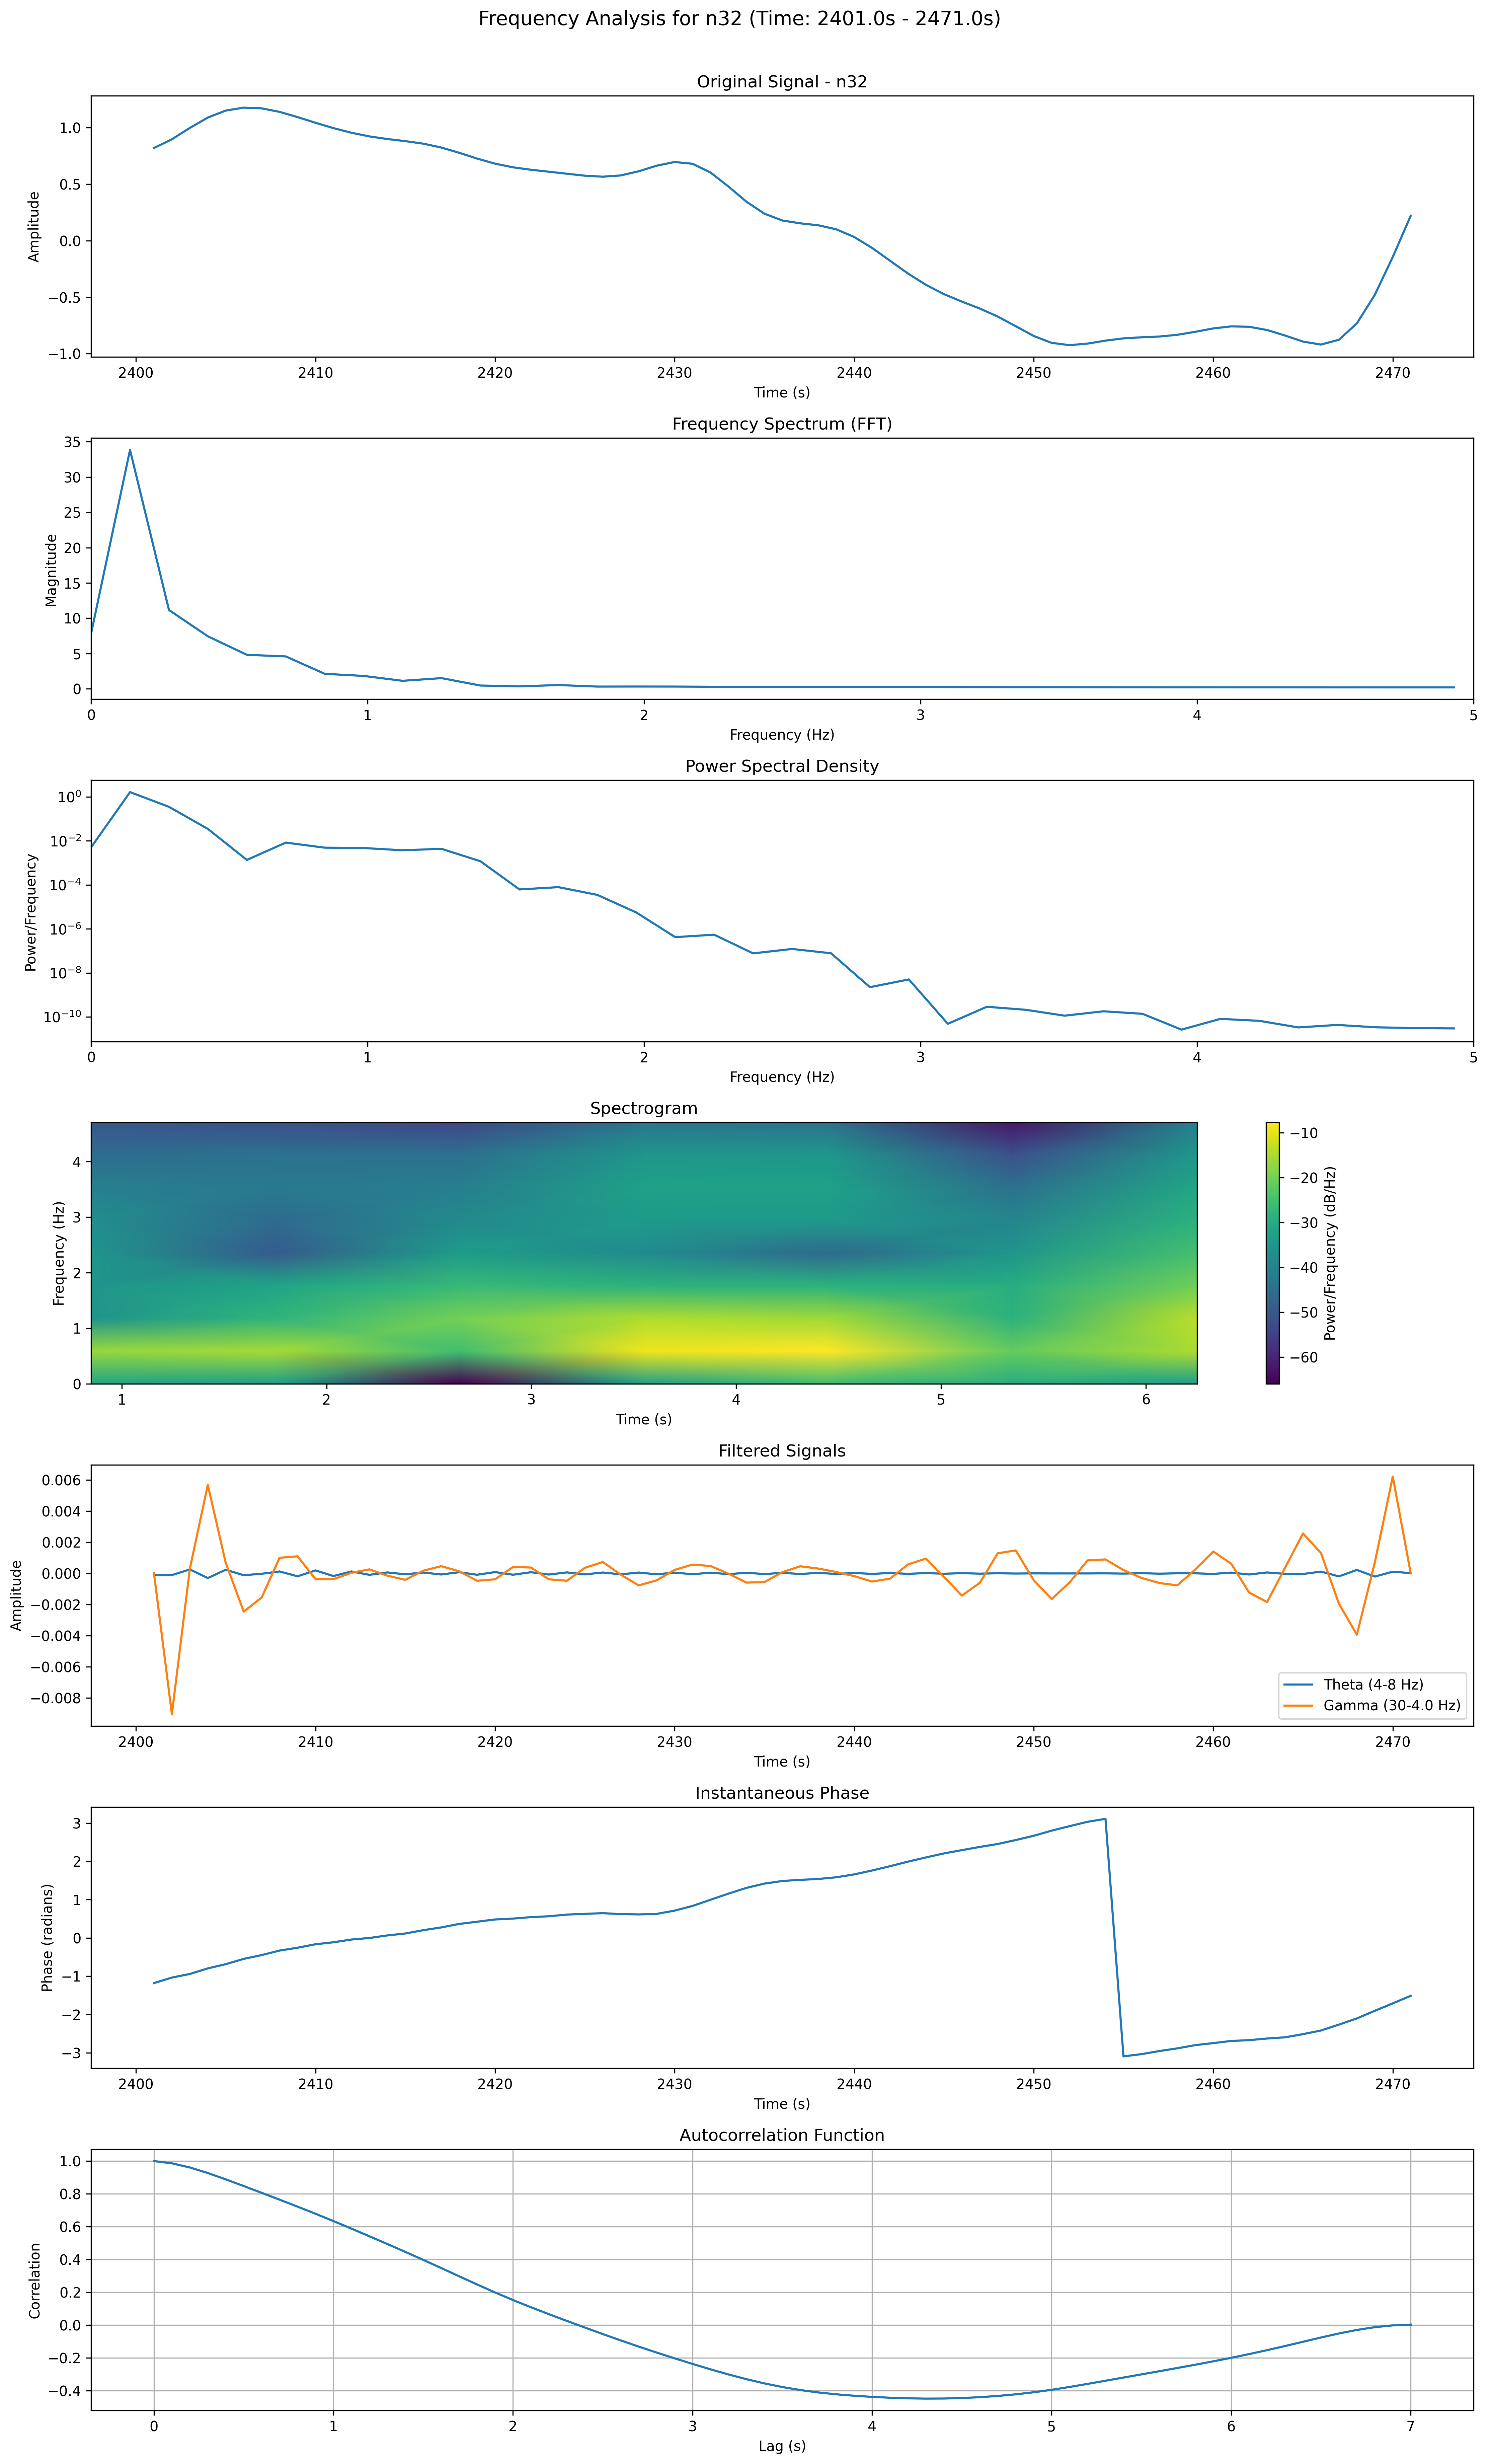 Frequency Analysis for n32 (Time: 2401.0s - 2471.0s)
Original Signal - n32
Amplitude
1.0
0.5
0.0
−0.5
−1.0
2400 2410 2420 2430 2440 2450 2460 2470
Time (s)
Frequency Spectrum (FFT)
Magnitude
35
30
25
20
15
10
5
0
0 1 2 3 4 5
Frequency (Hz)
Power Spectral Density
Power/Frequency
10⁰
10⁻²
10⁻⁴
10⁻⁶
10⁻⁸
10⁻¹⁰
0 1 2 3 4 5
Frequency (Hz)
Spectrogram
Frequency (Hz)
4
3
2
1
0
1 2 3 4 5 6
Time (s)
−10
−20
−30
−40
−50
−60
Power/Frequency (dB/Hz)
Filtered Signals
Amplitude
0.006
0.004
0.002
0.000
−0.002
−0.004
−0.006
−0.008
Theta (4-8 Hz)
Gamma (30-4.0 Hz)
2400 2410 2420 2430 2440 2450 2460 2470
Time (s)
Instantaneous Phase
Phase (radians)
3
2
1
0
−1
−2
−3
2400 2410 2420 2430 2440 2450 2460 2470
Time (s)
Autocorrelation Function
Correlation
1.0
0.8
0.6
0.4
0.2
0.0
−0.2
−0.4
0 1 2 3 4 5 6 7
Lag (s)